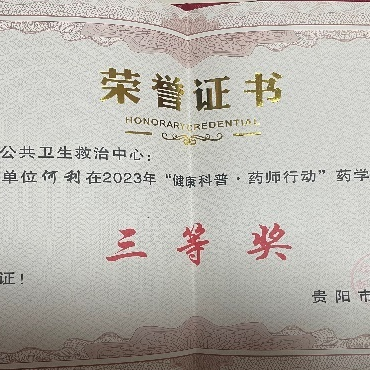 荣誉证书
HONORARY CREDENTIAL
公共卫生救治中心：
单位何利在2023年“健康科普·药师行动”药学
三等奖
证！
贵阳市